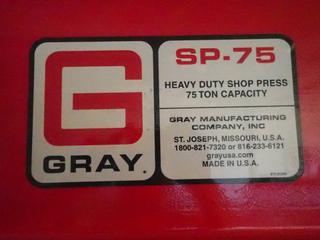 G
GRAY.
SP-75
HEAVY DUTY SHOP PRESS
75 TON CAPACITY
GRAY MANUFACTURING
COMPANY, INC
ST. JOSEPH, MISSOURI, U.S.A.
1800-821-7320 or 816-233-6121
grayusa.com
MADE IN U.S.A.